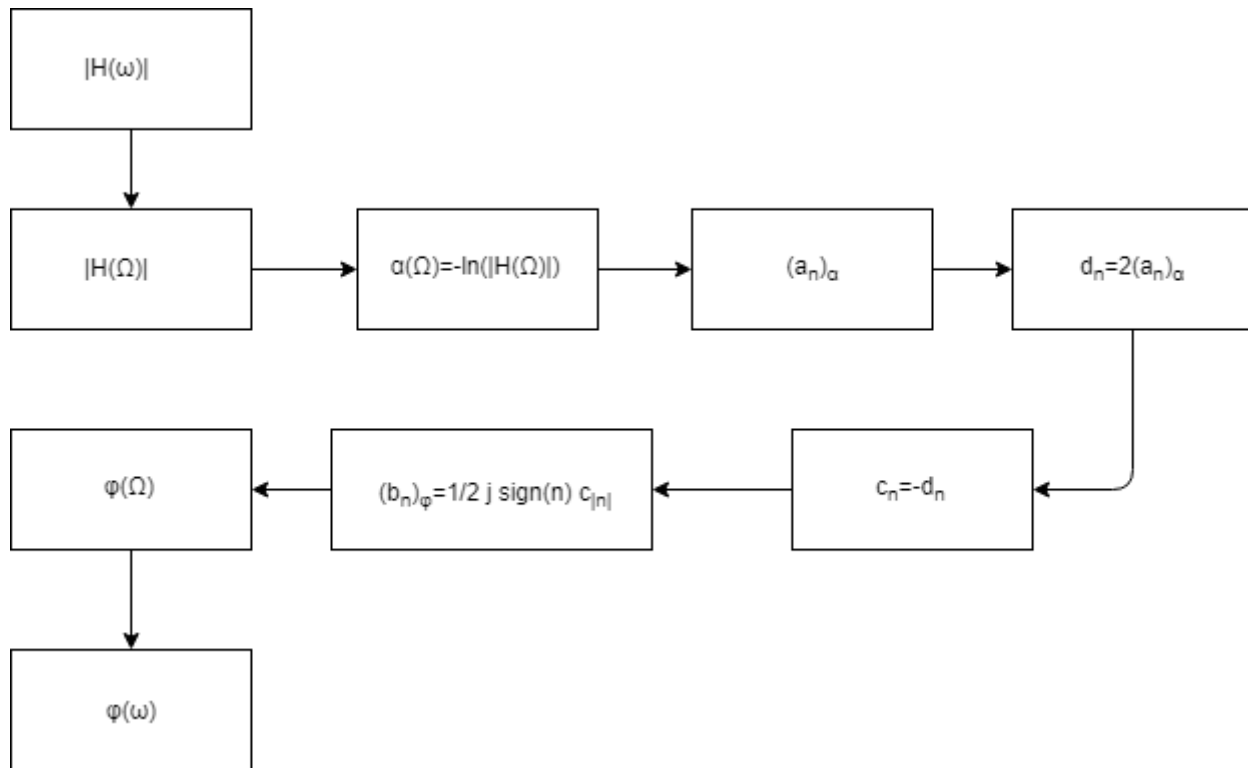 |H(ω)|
|H(Ω)|
α(Ω)=-ln(|H(Ω)|)
(aₙ)ₐ
dₙ=2(aₙ)ₐ
cₙ=-dₙ
(bₙ)ᵩ=1/2 j sign(n) c|ₙ|
φ(Ω)
φ(ω)